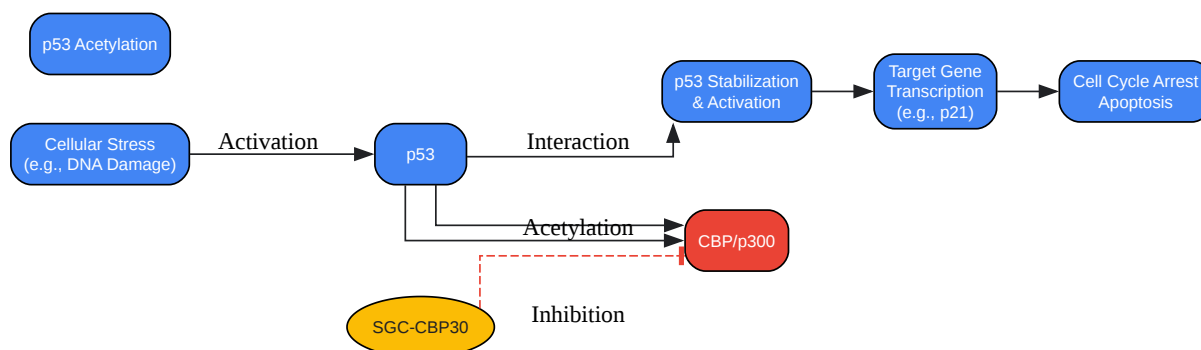 p53 Acetylation
p53 Stabilization
& Activation
Target Gene
Transcription
(e.g., p21)
Cell Cycle Arrest
Apoptosis
Cellular Stress
(e.g., DNA Damage)
Activation
p53
Interaction
Acetylation
CBP/p300
SGC-CBP30
Inhibition